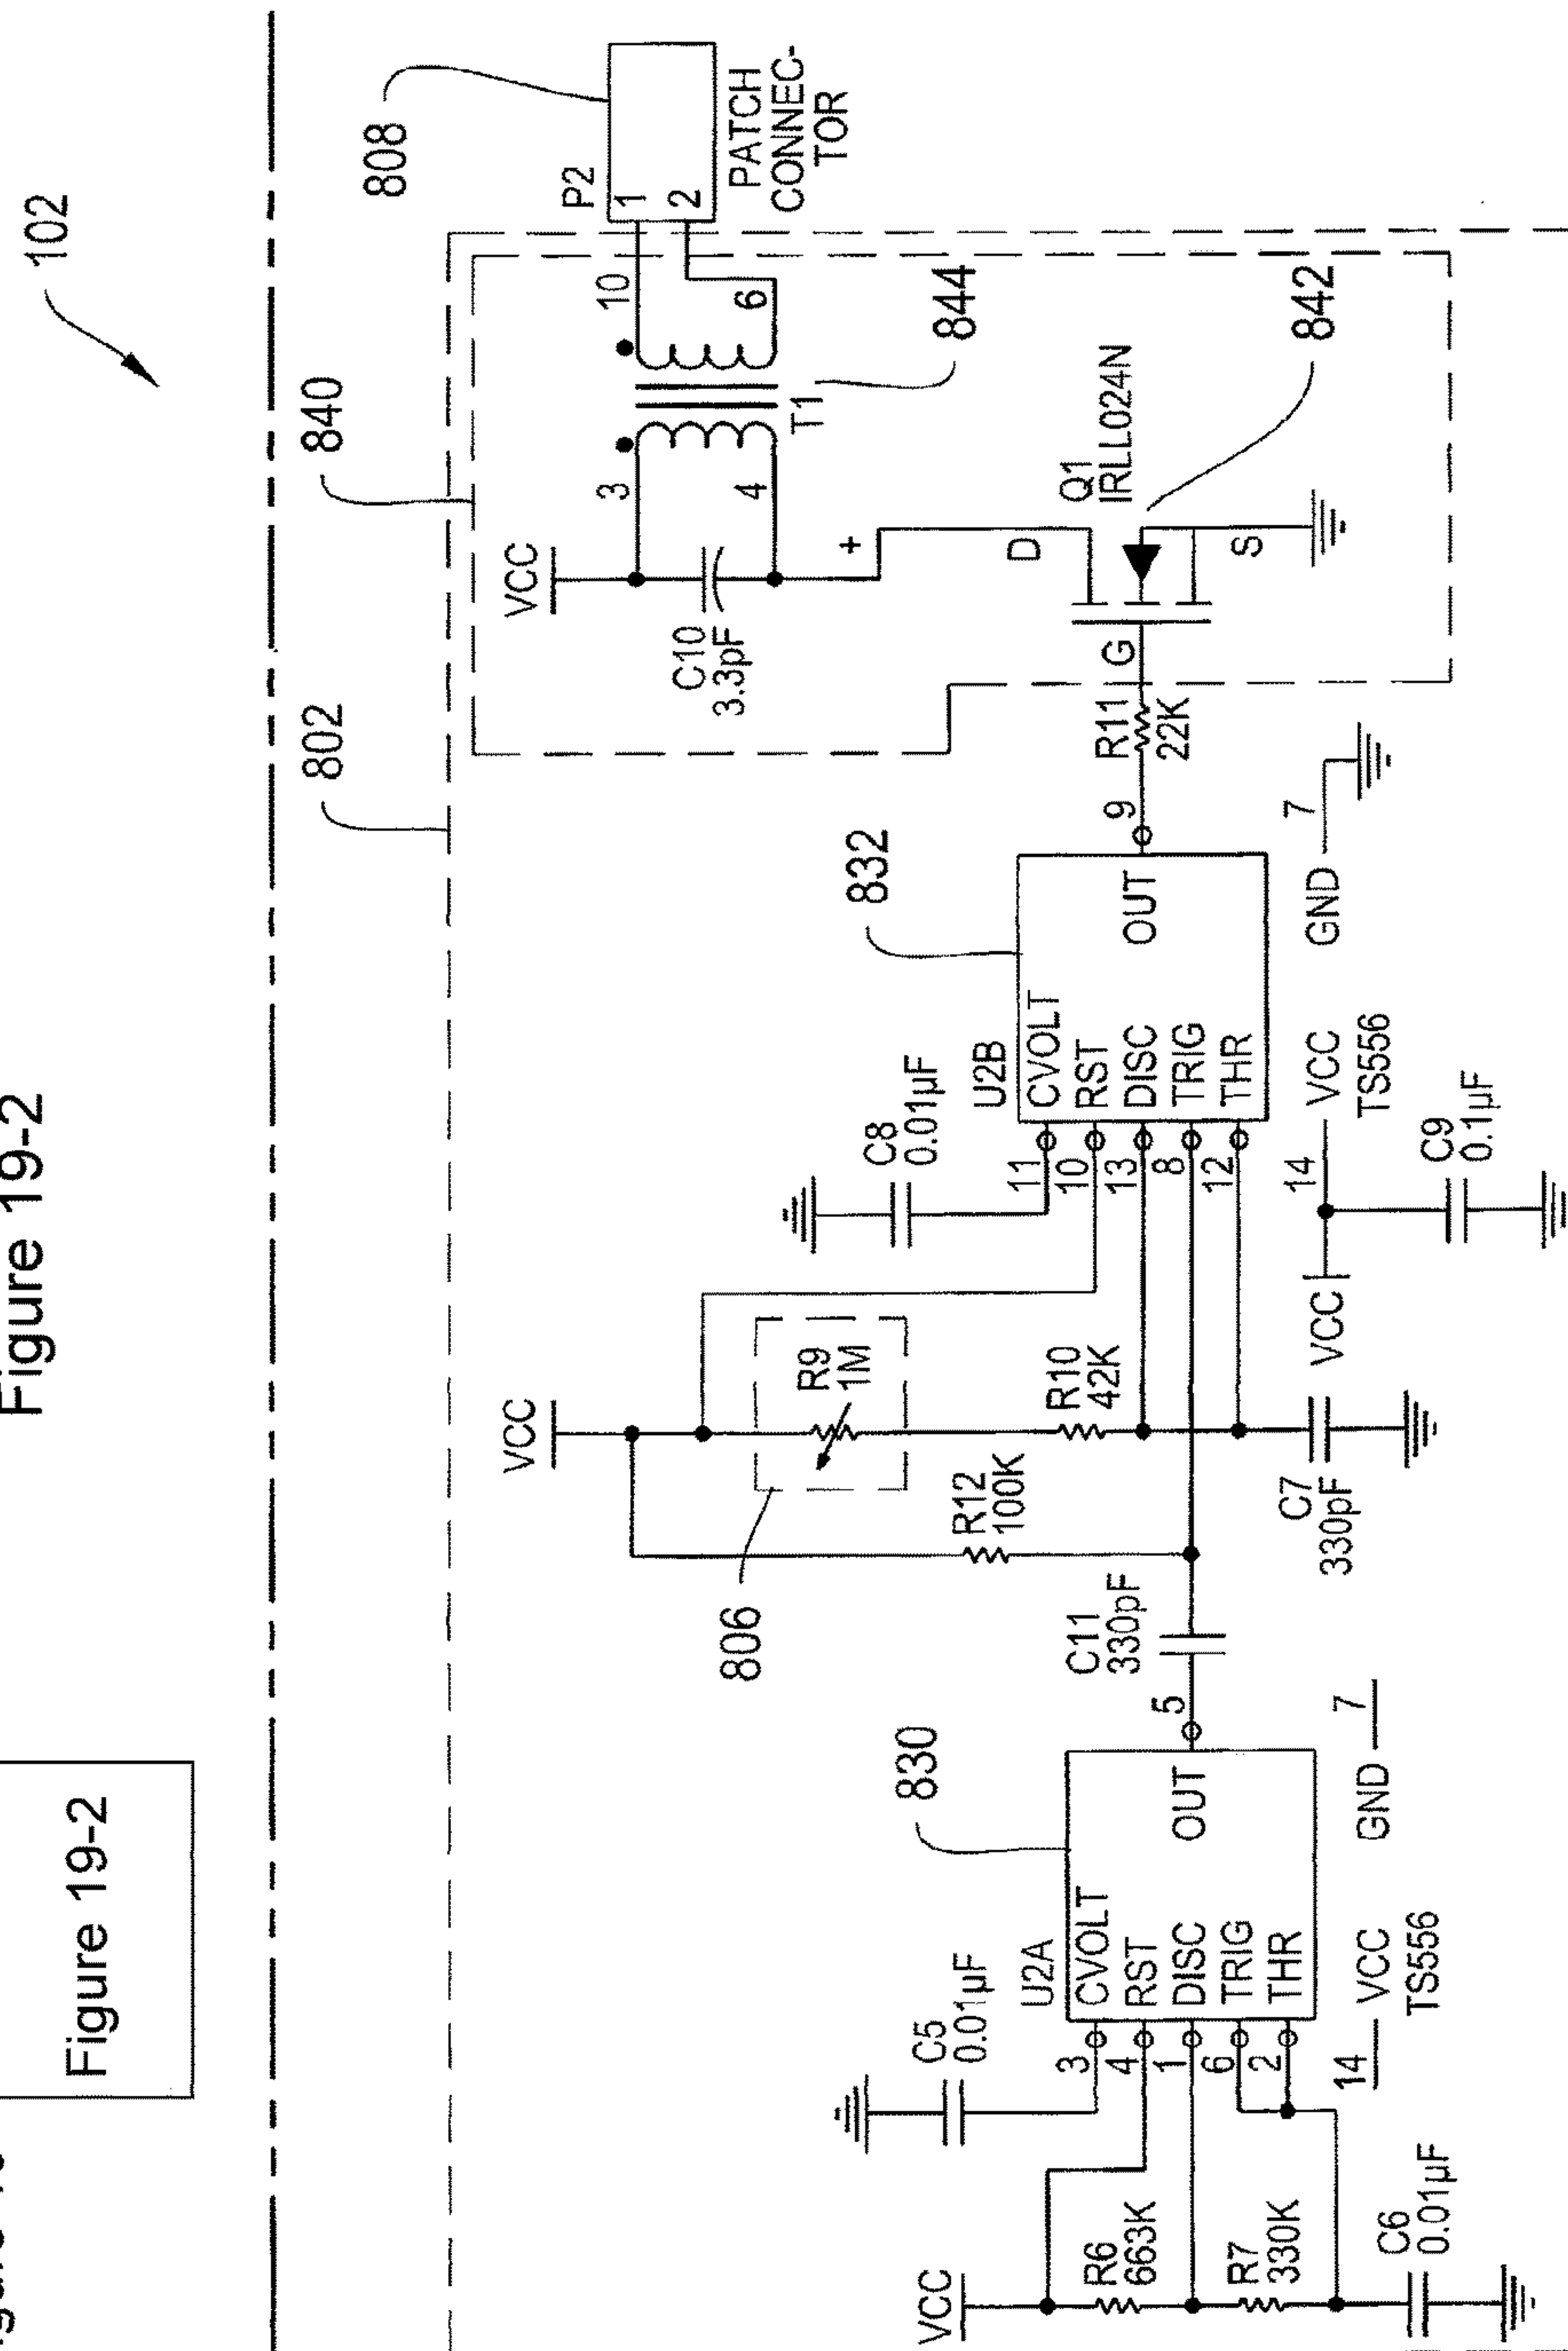 Figure 19-2
Figure 19-2
102
802
840
808
P2
1
2
PATCH
CONNEC-
TOR
VCC
C10
3.3pF
3
4
10
6
T1
844
+
D
G
S
Q1
IRLL024N
842
R11
22K
VCC
806
R9
1M
R12
100K
R10
42K
C11
330pF
C7
330pF
C8
0.01µF
11
10
13
8
12
U2B
CVOLT
RST
DISC
TRIG
THR
OUT
832
9
VCC
14
VCC
TS556
GND
7
C9
0.1µF
VCC
R6
663K
R7
330K
C6
0.01µF
C5
0.01µF
3
4
1
6
2
U2A
CVOLT
RST
DISC
TRIG
THR
OUT
830
5
14
VCC
TS556
GND
7